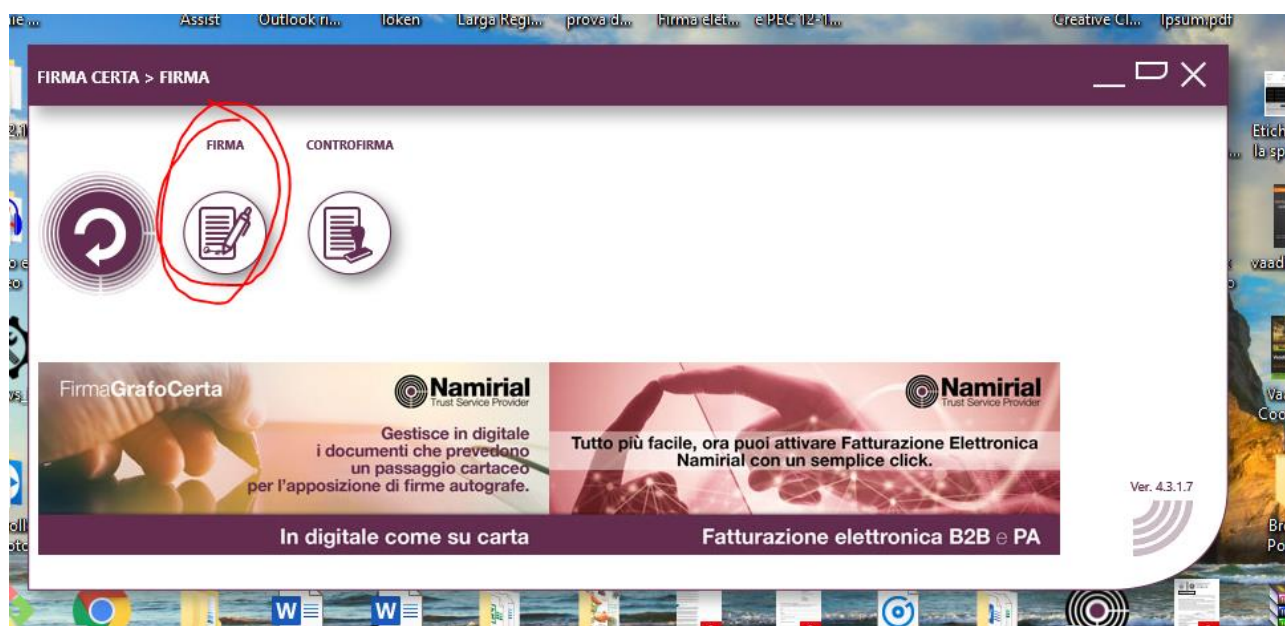 Assist Outlook ri... Token Larga Regi... prova d... Firma elet... e PEC 12-1... Creative Cl... Ipsum.pdf
FIRMA CERTA > FIRMA
FIRMA CONTROFIRMA
Etich
la sp
vaad
FirmaGrafoCerta
Namirial
Trust Service Provider
Gestisce in digitale
i documenti che prevedono
un passaggio cartaceo
per l'apposizione di firme autografe.
In digitale come su carta
Namirial
Trust Service Provider
Tutto più facile, ora puoi attivare Fatturazione Elettronica
Namirial con un semplice click.
Fatturazione elettronica B2B e PA
Ver. 4.3.1.7
Va
Coo
Br
Po
W W